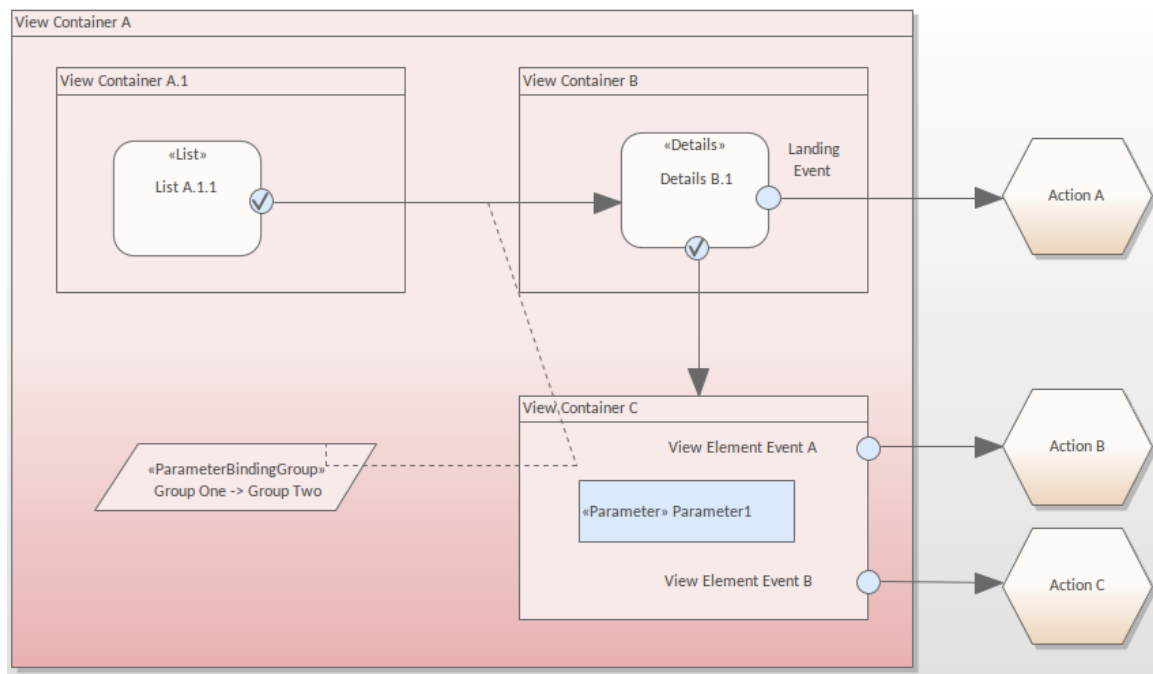 View Container A
View Container A.1
View Container B
«List»
List A.1.1
«Details»
Details B.1
Landing
Event
Action A
View Container C
View Element Event A
Action B
«ParameterBindingGroup»
Group One -> Group Two
«Parameter» Parameter1
View Element Event B
Action C